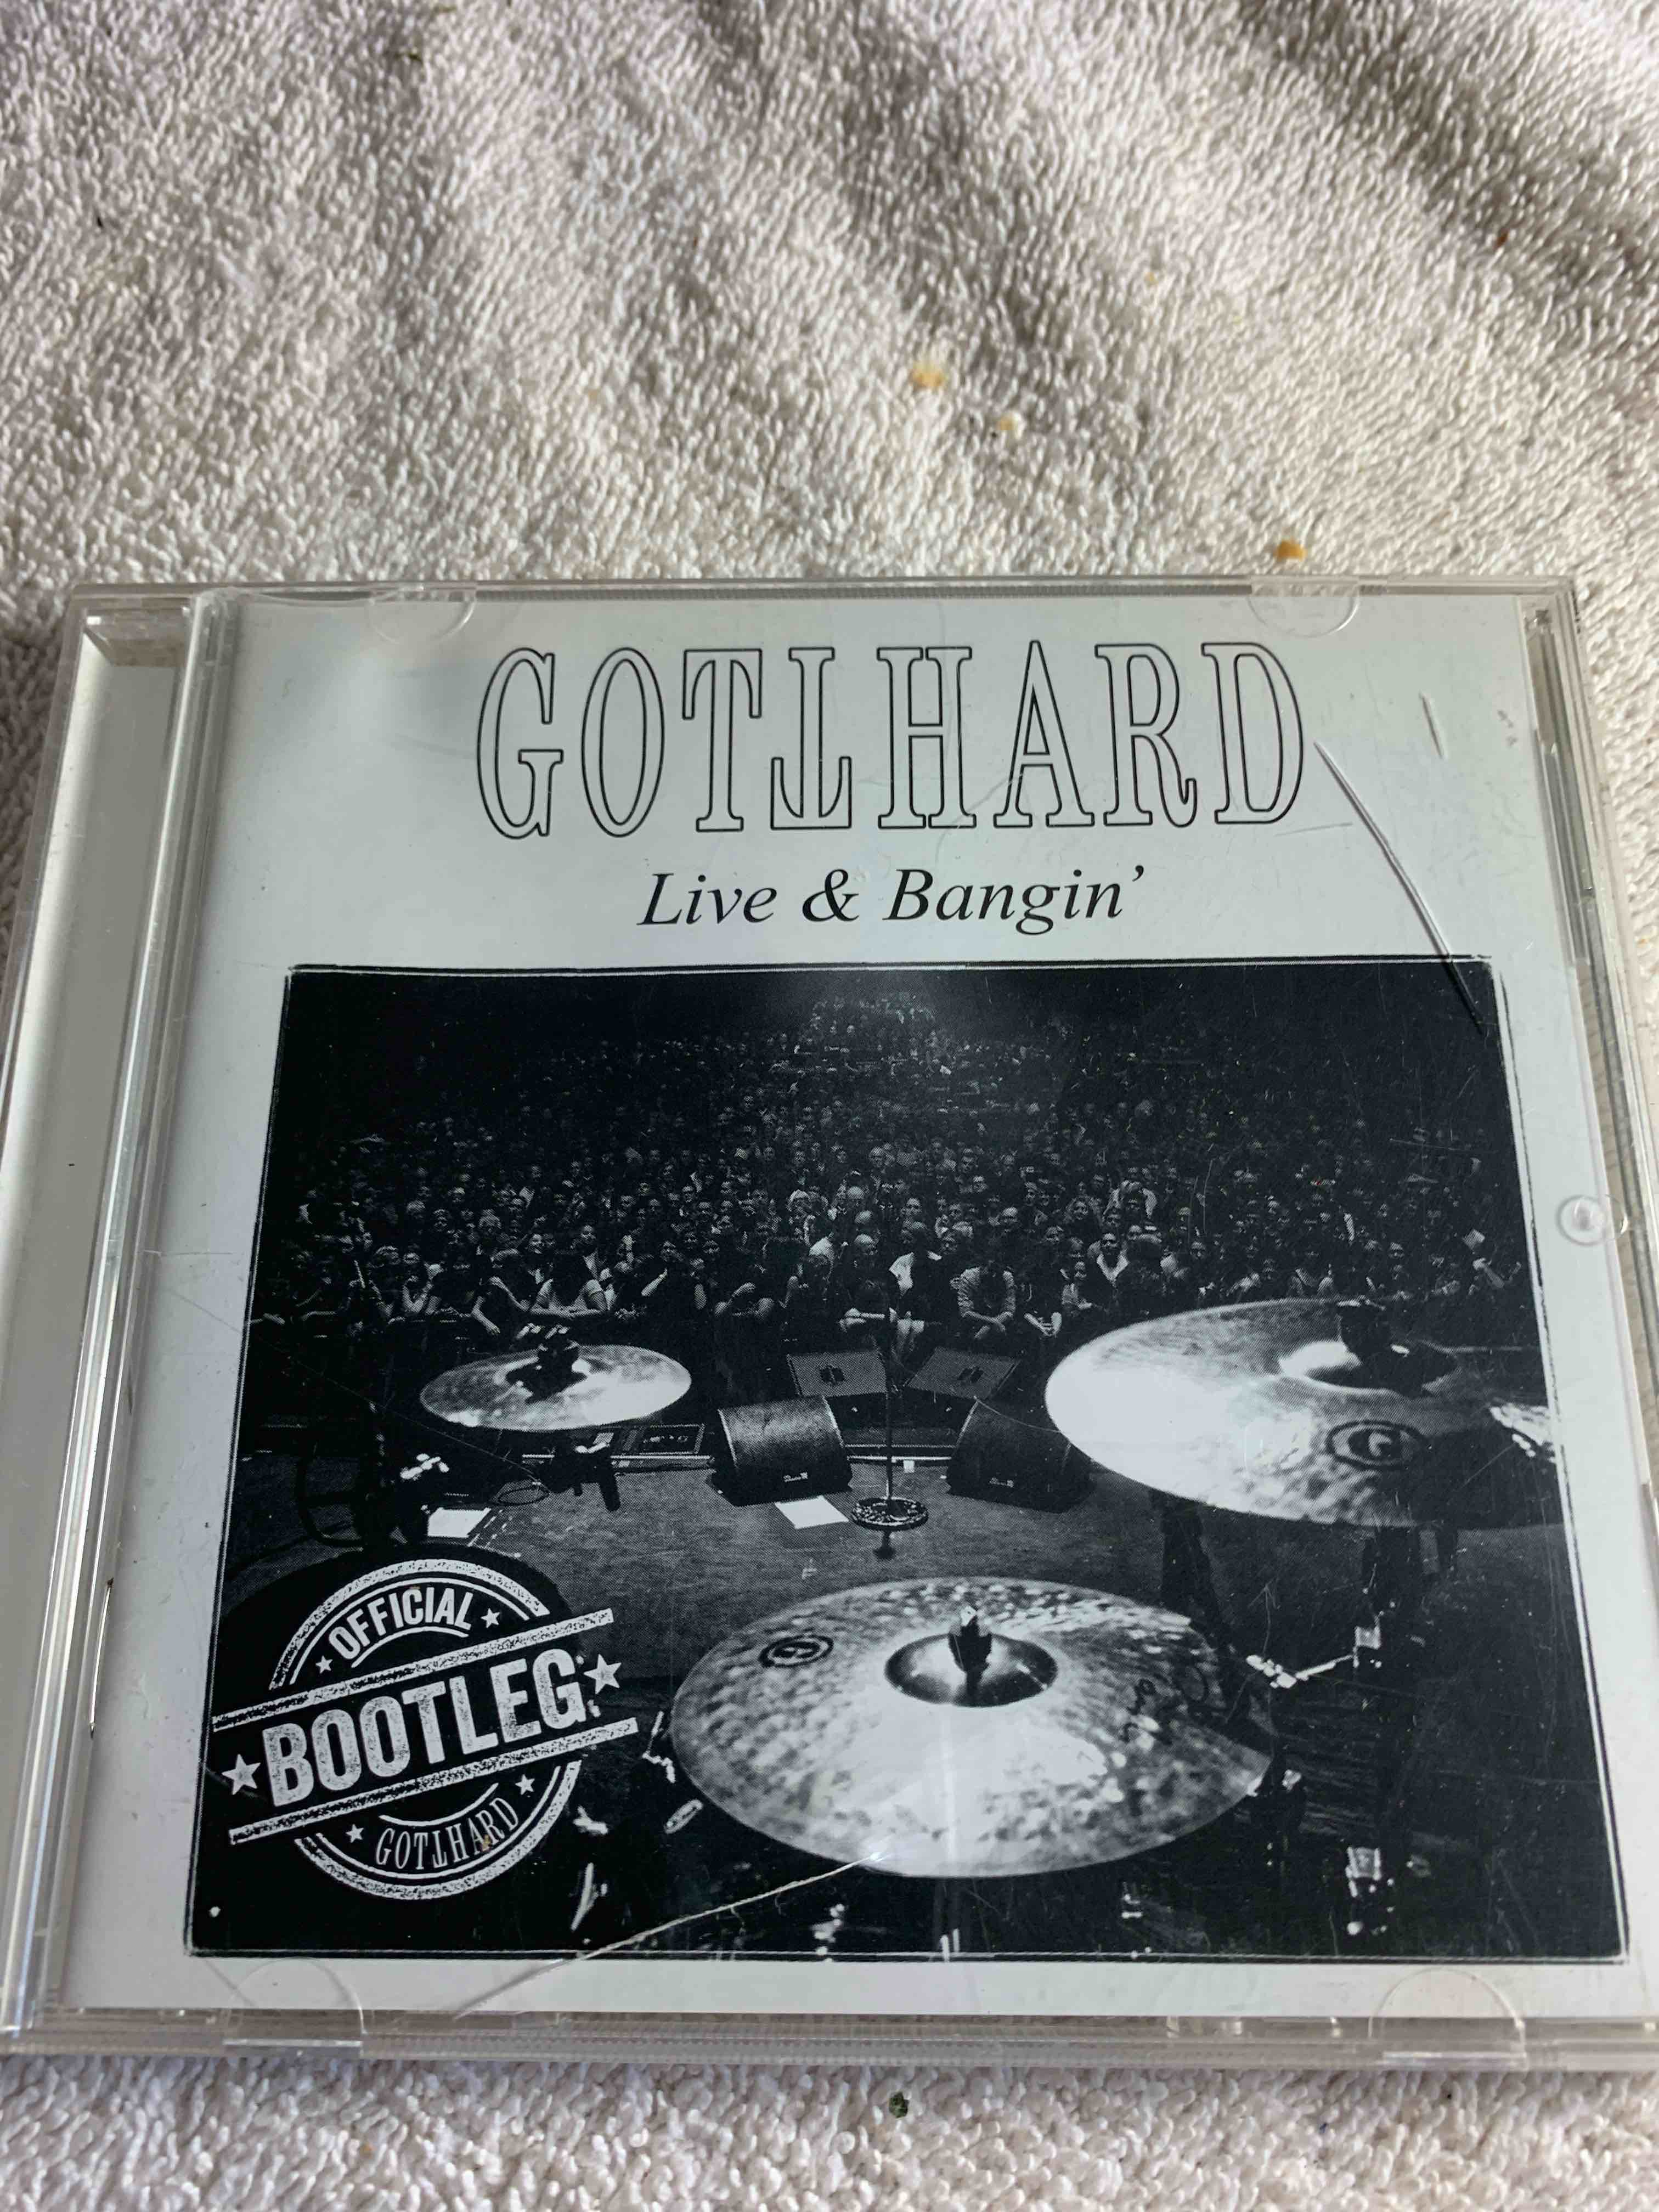 GOTTHARD
Live & Bangin'
OFFICIAL
BOOTLEG
GOTTHARD